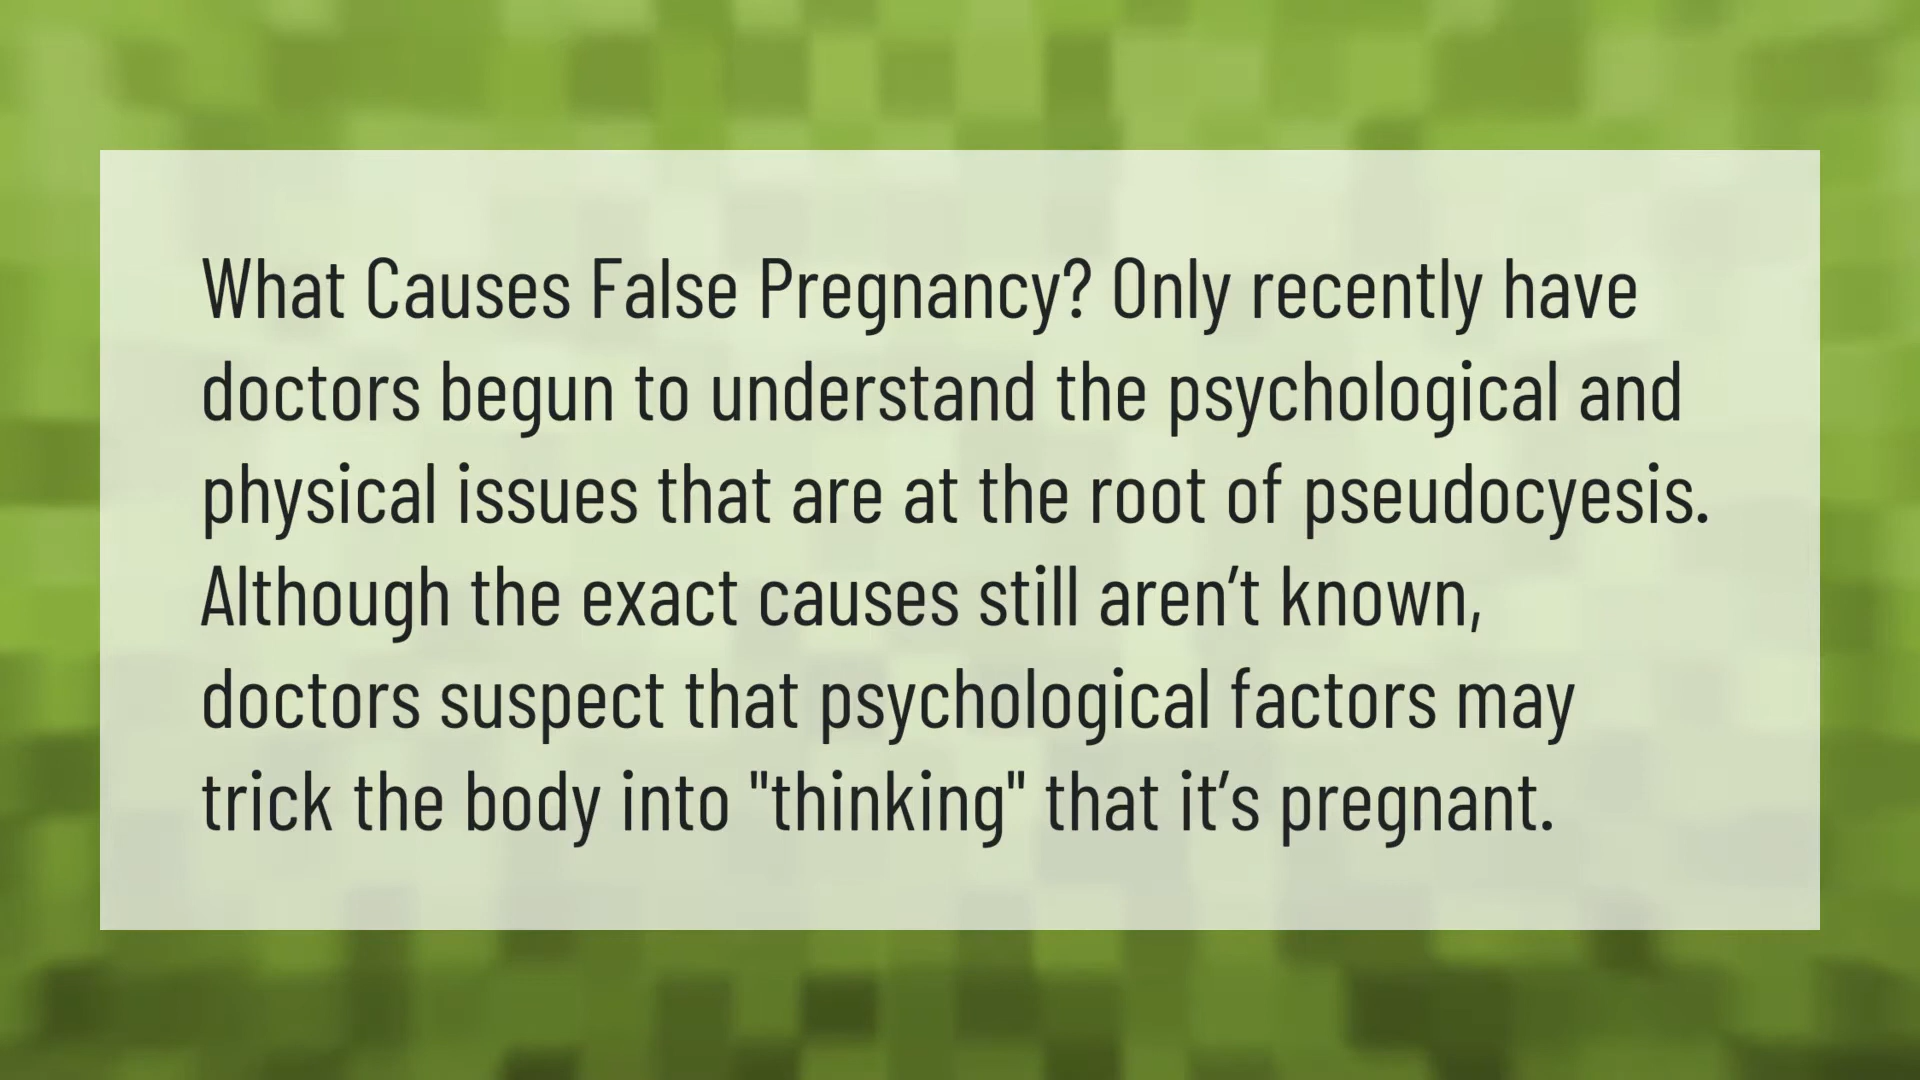 What Causes False Pregnancy? Only recently have
doctors begun to understand the psychological and
physical issues that are at the root of pseudocyesis.
Although the exact causes still aren’t known,
doctors suspect that psychological factors may
trick the body into "thinking" that it’s pregnant.